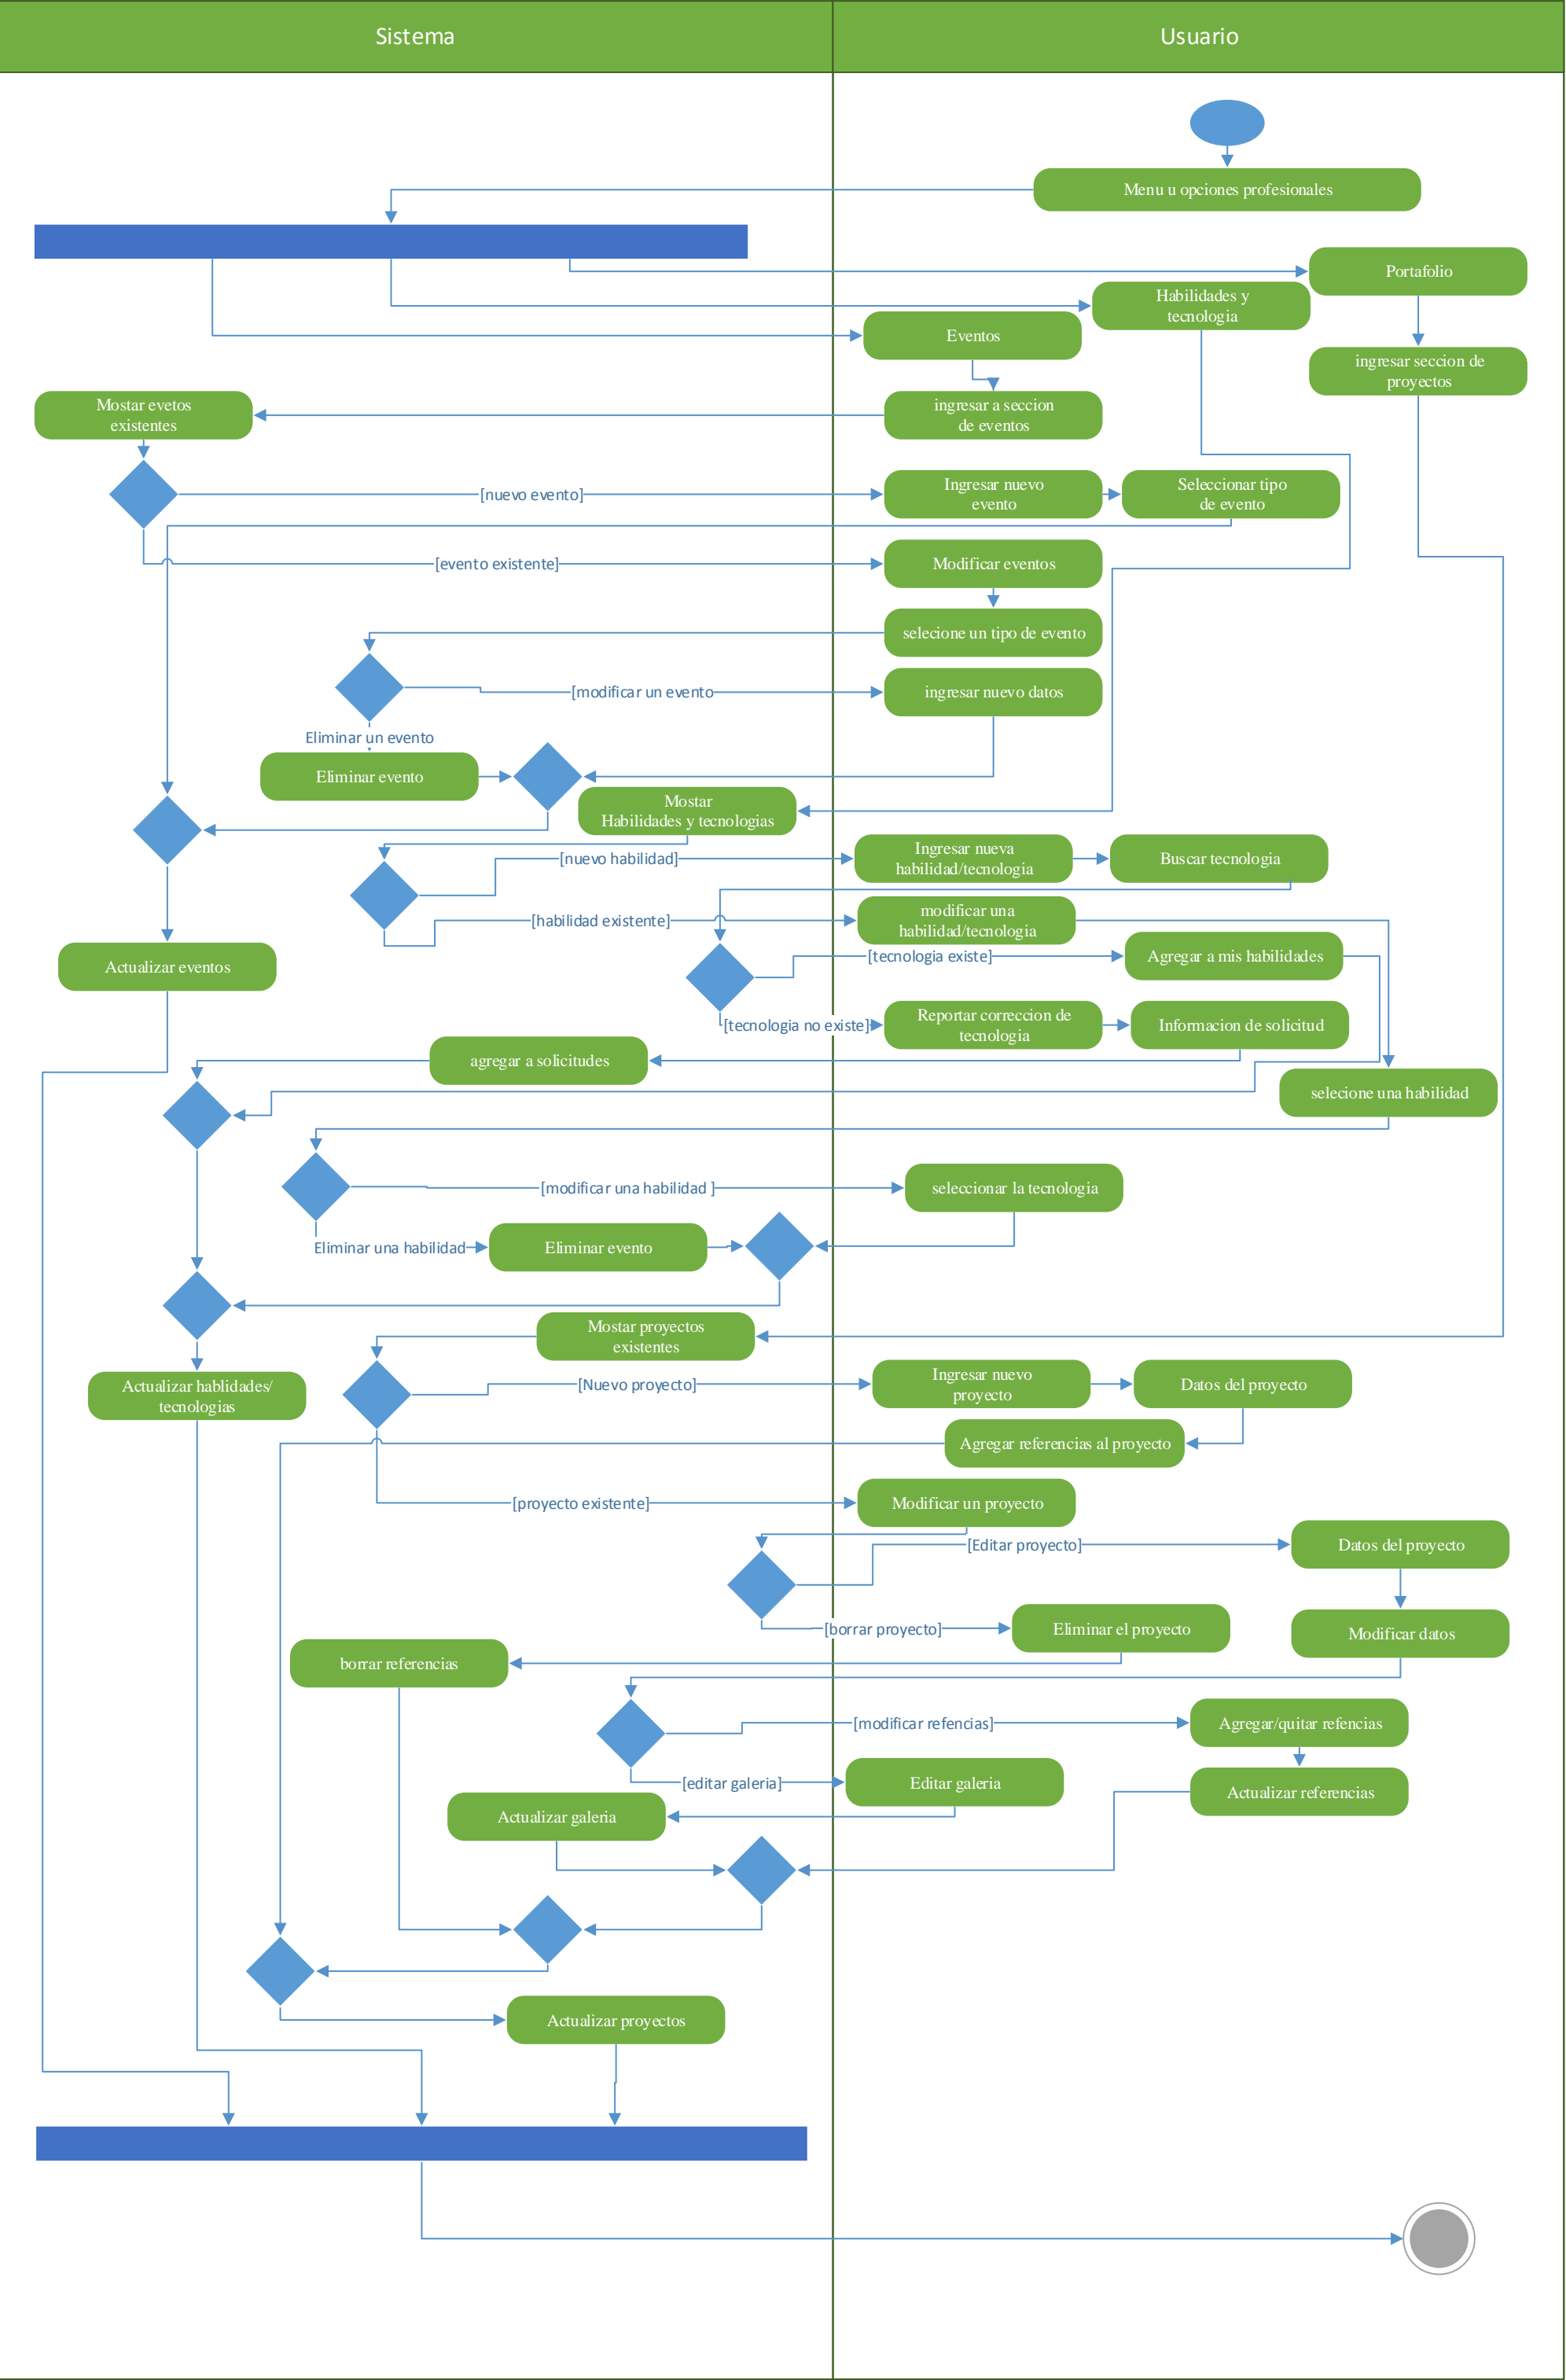 Sistema
Usuario
Menu u opciones profesionales
Portafolio
Habilidades y
tecnologia
Eventos
ingresar seccion de
proyectos
Mostar evetos
existentes
ingresar a seccion
de eventos
[nuevo evento]
Ingresar nuevo
evento
Seleccionar tipo
de evento
[evento existente]
Modificar eventos
selecione un tipo de evento
[modificar un evento
ingresar nuevo datos
Eliminar un evento
Eliminar evento
Mostar
Habilidades y tecnologias
[nuevo habilidad]
Ingresar nueva
habilidad/tecnologia
Buscar tecnologia
[habilidad existente]
modificar una
habilidad/tecnologia
[tecnologia existe]
Agregar a mis habilidades
Actualizar eventos
[tecnologia no existe]
Reportar correccion de
tecnologia
Informacion de solicitud
agregar a solicitudes
selecione una habilidad
[modificar una habilidad ]
seleccionar la tecnologia
Eliminar una habilidad
Eliminar evento
Mostar proyectos
existentes
Actualizar hablidades/
tecnologias
[Nuevo proyecto]
Ingresar nuevo
proyecto
Datos del proyecto
Agregar referencias al proyecto
[proyecto existente]
Modificar un proyecto
[Editar proyecto]
Datos del proyecto
[borrar proyecto]
Eliminar el proyecto
Modificar datos
borrar referencias
[modificar refencias]
Agregar/quitar refencias
[editar galeria]
Editar galeria
Actualizar referencias
Actualizar galeria
Actualizar proyectos